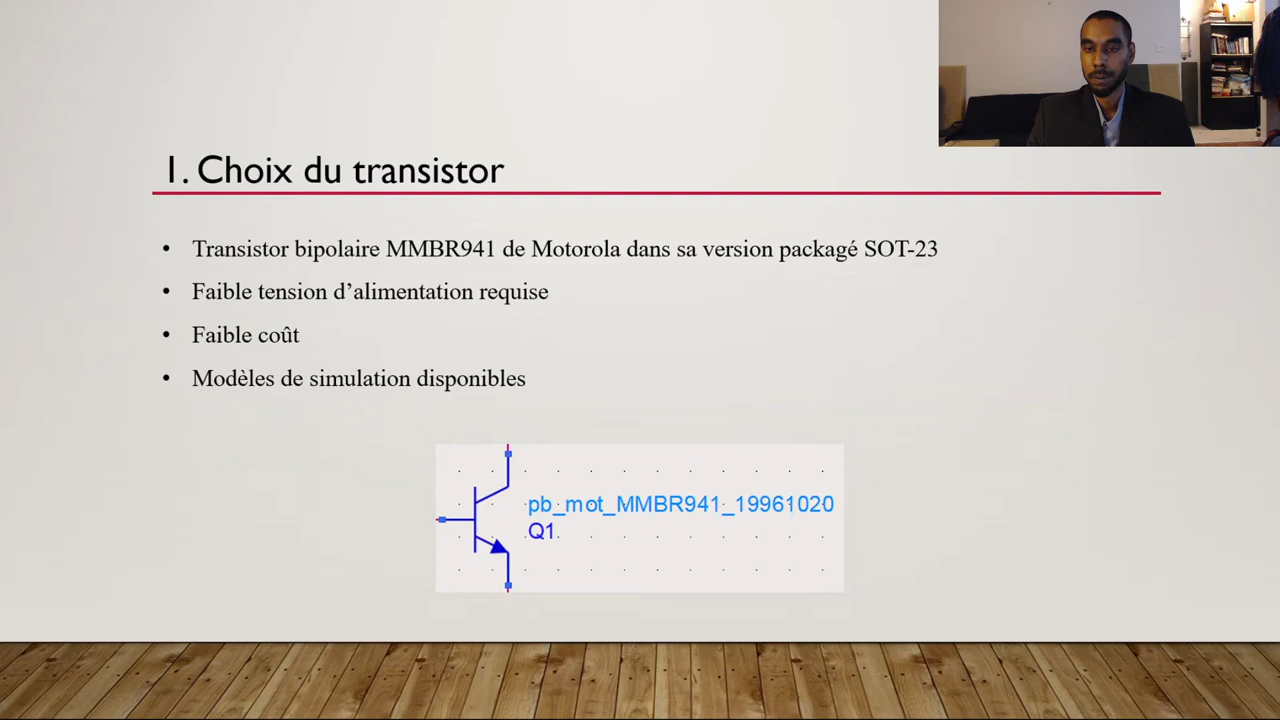 1. Choix du transistor
• Transistor bipolaire MMBR941 de Motorola dans sa version packagé SOT-23
• Faible tension d’alimentation requise
• Faible coût
• Modèles de simulation disponibles
pb_mot_MMBR941_19961020
Q1